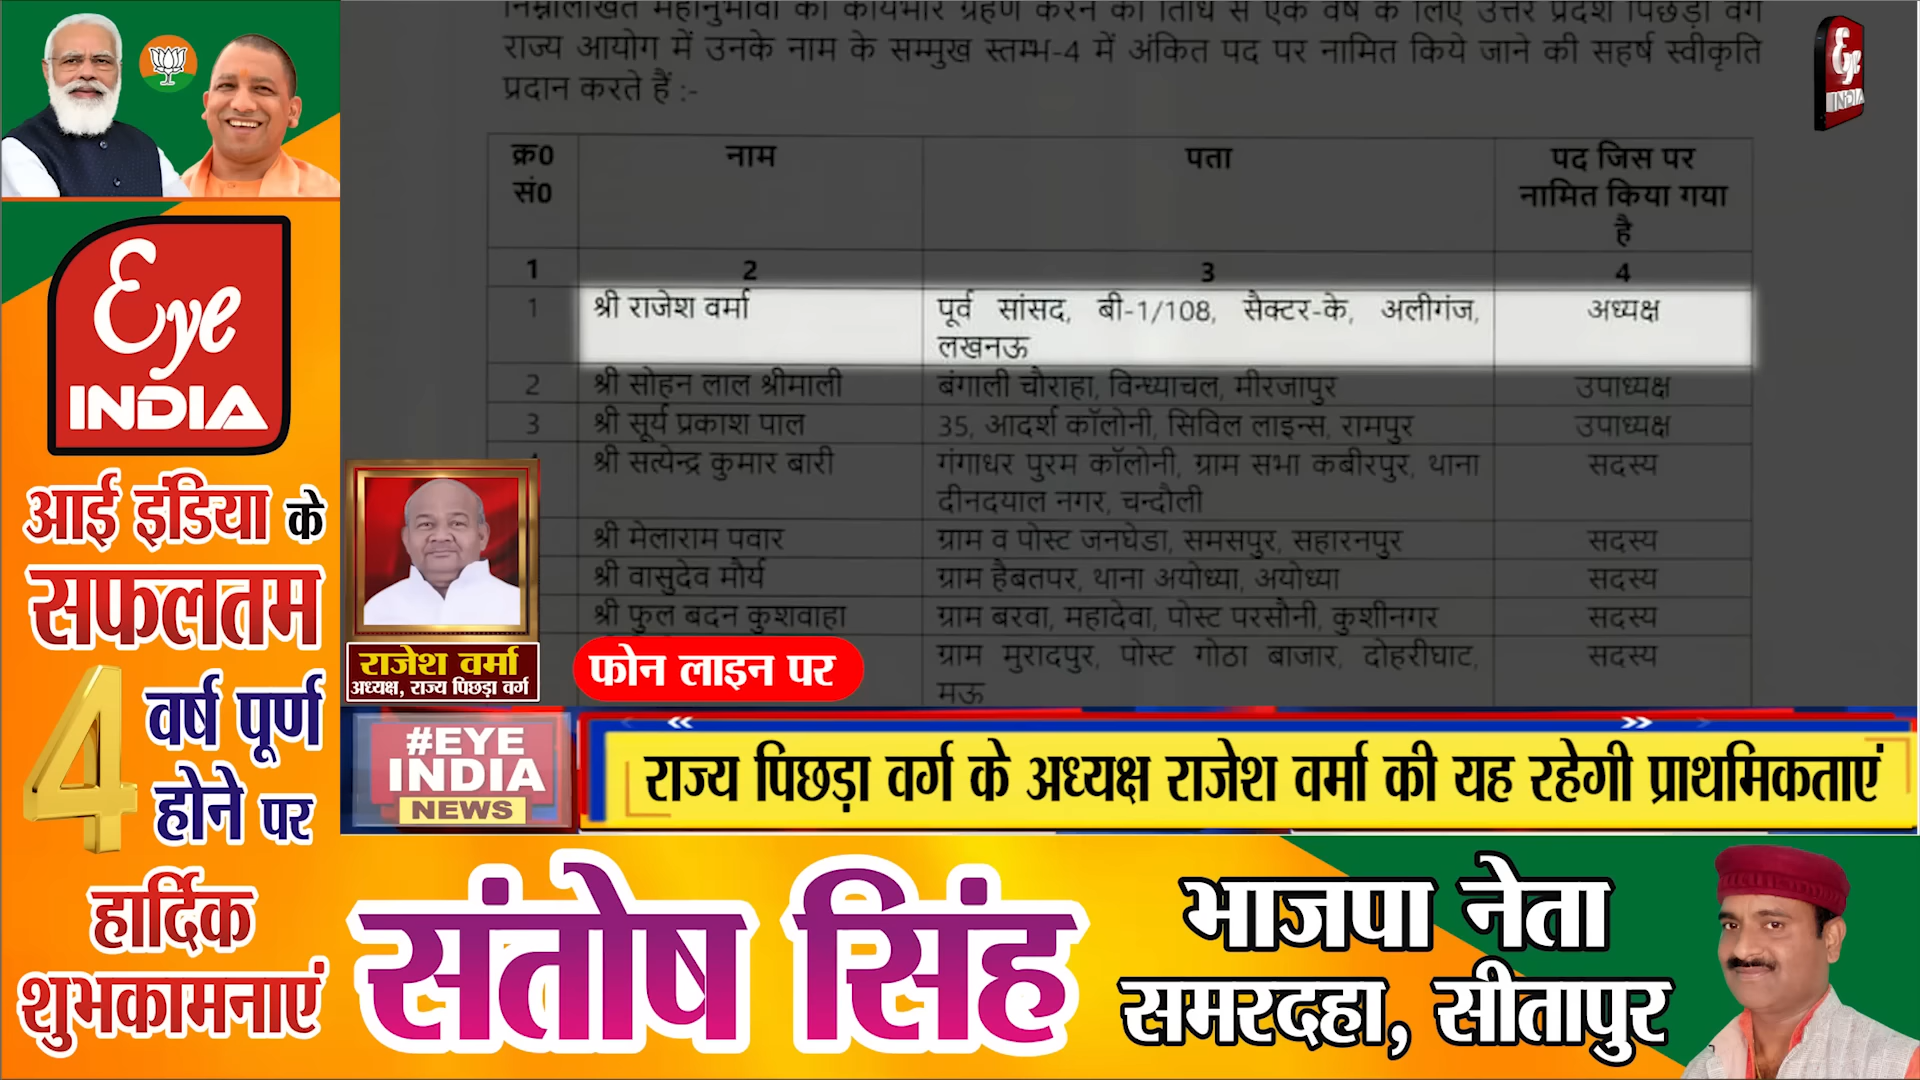 निम्नलिखित महानुभावों को कार्यभार ग्रहण करने की तिथि से एक वर्ष के लिए उत्तर प्रदेश पिछड़ा वर्ग
राज्य आयोग में उनके नाम के सम्मुख स्तम्भ-4 में अंकित पद पर नामित किये जाने की सहर्ष स्वीकृति
प्रदान करते हैं :-
क्र0 सं0 नाम पता पद जिस पर नामित किया गया है
1 2 3 4
1 श्री राजेश वर्मा पूर्व सांसद, बी-1/108, सैक्टर-के, अलीगंज, लखनऊ अध्यक्ष
2 श्री सोहन लाल श्रीमाली बंगाली चौराहा, विन्ध्याचल, मीरजापुर उपाध्यक्ष
3 श्री सूर्य प्रकाश पाल 35, आदर्श कॉलोनी, सिविल लाइन्स, रामपुर उपाध्यक्ष
श्री सत्येन्द्र कुमार बारी गंगाधर पुरम कॉलोनी, ग्राम सभा कबीरपुर, थाना दीनदयाल नगर, चन्दौली सदस्य
श्री मेलाराम पवार ग्राम व पोस्ट जनघेडा, समसपुर, सहारनपुर सदस्य
श्री वासुदेव मौर्य ग्राम हैबतपर, थाना अयोध्या, अयोध्या सदस्य
श्री फुल बदन कुशवाहा ग्राम बरवा, महादेवा, पोस्ट परसौनी, कुशीनगर सदस्य
ग्राम मुरादपुर, पोस्ट गोठा बाजार, दोहरीघाट, मऊ सदस्य
Eye
INDIA
Eye
INDIA
आई इंडिया के
सफलतम
4 वर्ष पूर्ण
होने पर
हार्दिक
शुभकामनाएं
राजेश वर्मा
अध्यक्ष, राज्य पिछड़ा वर्ग
फोन लाइन पर
#EYE
INDIA
NEWS
राज्य पिछड़ा वर्ग के अध्यक्ष राजेश वर्मा की यह रहेगी प्राथमिकताएं
संतोष सिंह
भाजपा नेता
समरदहा, सीतापुर